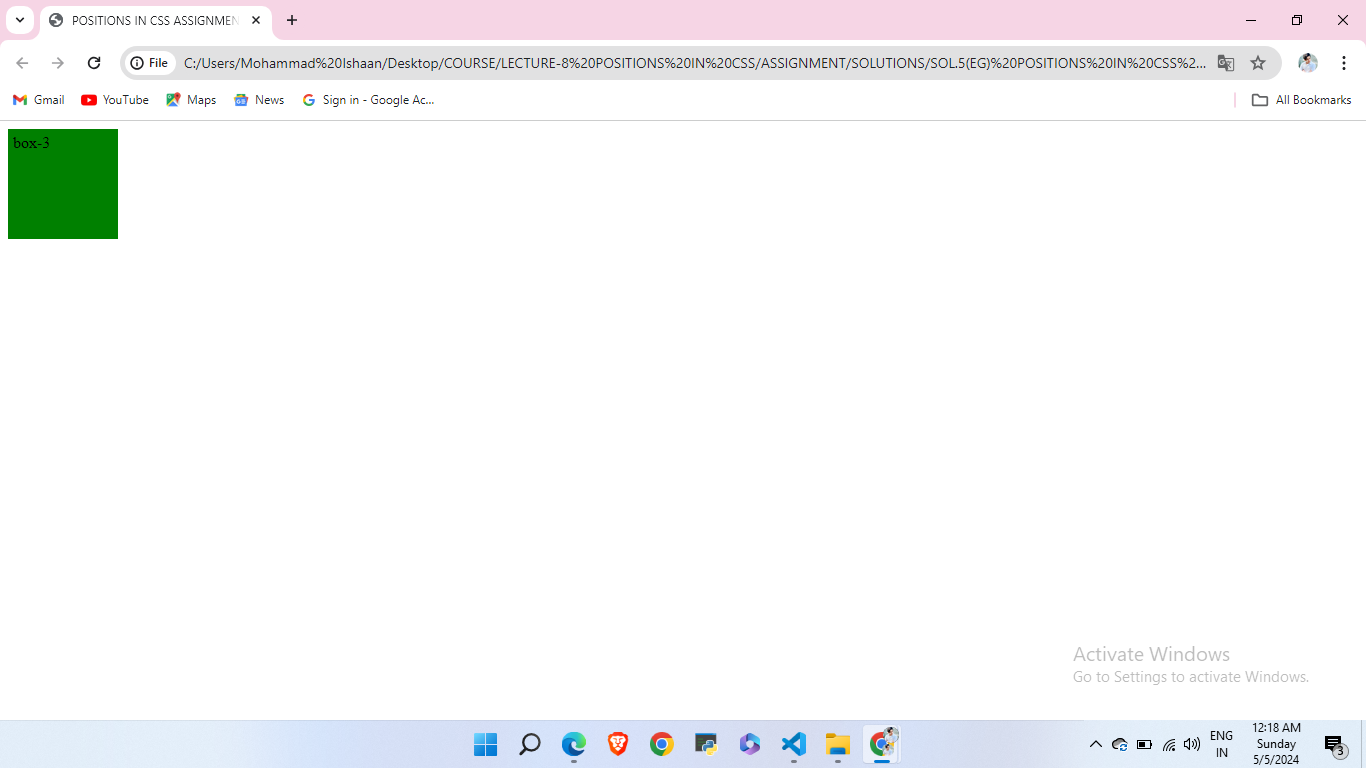 POSITIONS IN CSS ASSIGNMEN
File
C:/Users/Mohammad%20Ishaan/Desktop/COURSE/LECTURE-8%20POSITIONS%20IN%20CSS/ASSIGNMENT/SOLUTIONS/SOL.5(EG)%20POSITIONS%20IN%20CSS%2...
Gmail YouTube Maps News Sign in - Google Ac... All Bookmarks
box-3
Activate Windows
Go to Settings to activate Windows.
ENG
IN
12:18 AM
Sunday
5/5/2024
3